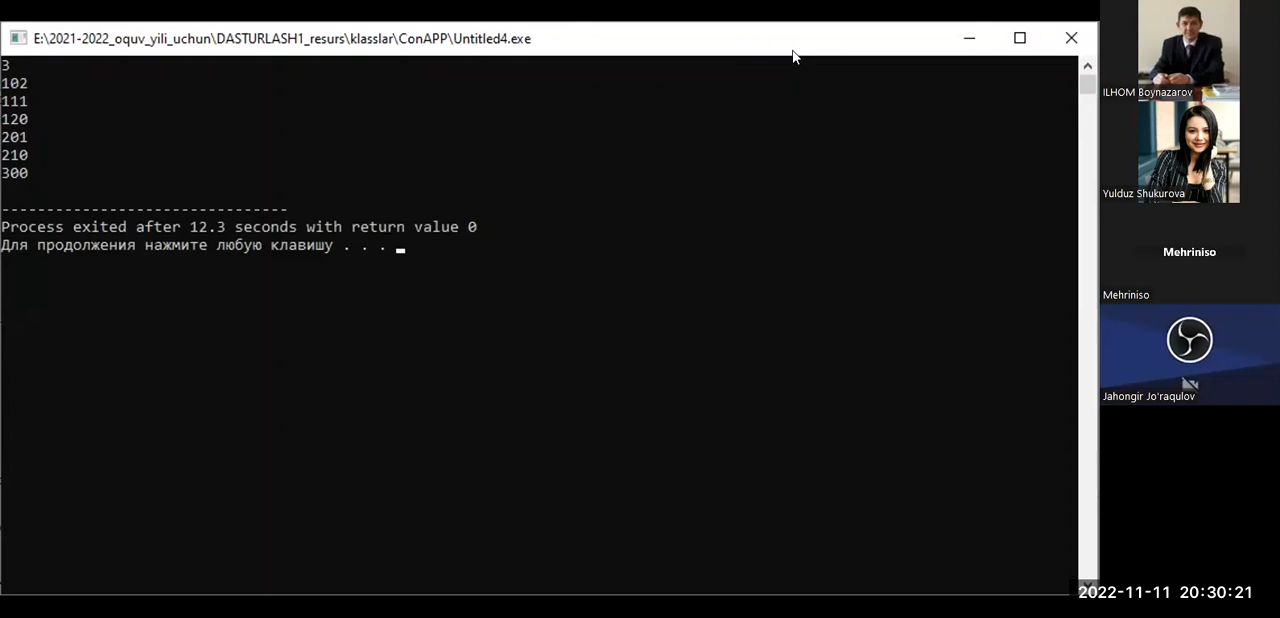 E:\2021-2022_oquv_yili_uchun\DASTURLASH1_resurs\klasslar\ConAPP\Untitled4.exe
3
102
111
120
201
210
300
--------------------------------
Process exited after 12.3 seconds with return value 0
Для продолжения нажмите любую клавишу . . .
ILHOM Boynazarov
Yulduz Shukurova
Mehriniso
Mehriniso
Jahongir Jo'raqulov
2022-11-11 20:30:21